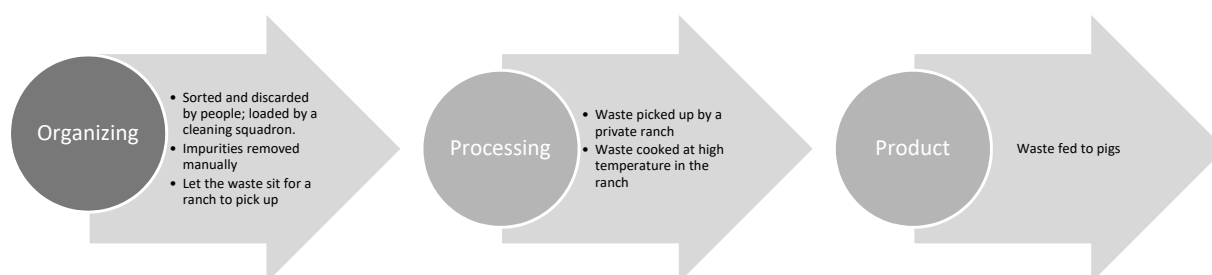 Organizing
• Sorted and discarded
by people; loaded by a
cleaning squadron.
• Impurities removed
manually
• Let the waste sit for a
ranch to pick up
Processing
• Waste picked up by a
private ranch
• Waste cooked at high
temperature in the
ranch
Product
Waste fed to pigs